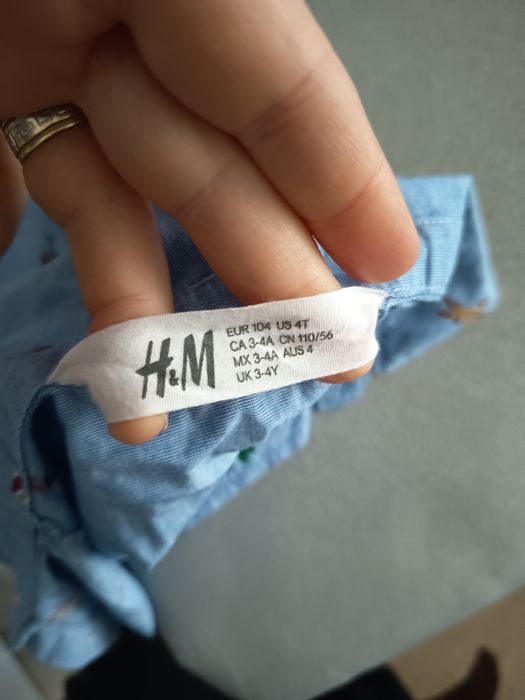 H&M
EUR 104 US 4T
CA 3-4A CN 110/56
MX 3-4A AUS 4
UK 3-4Y